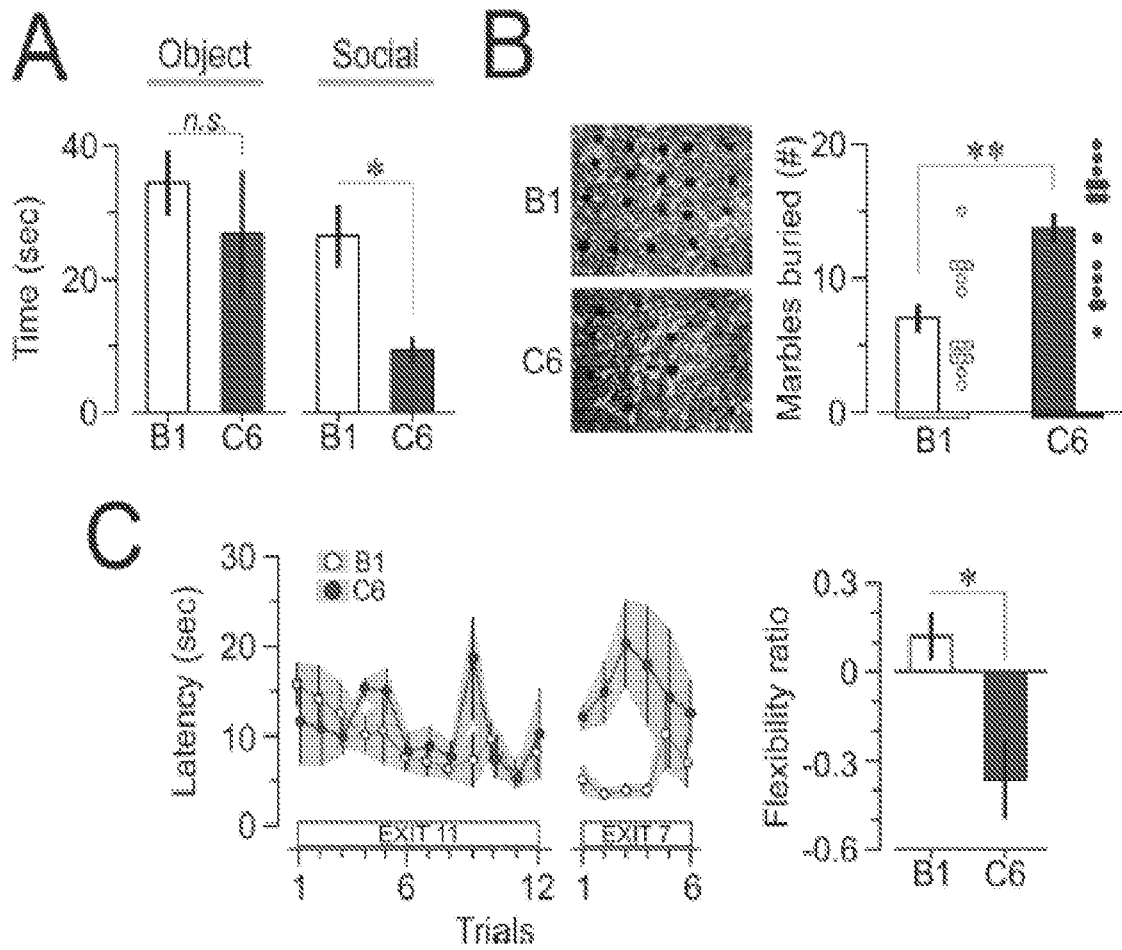 A
Object
Social
n.s.
*
Time (sec)
40
20
0
B1
C6
B1
C6
B
B1
C6
Marbles buried (#)
20
10
0
**
B1
C6
C
Latency (sec)
30
20
10
0
B1
C6
EXIT 11
EXIT 7
1
6
12
1
6
Trials
Flexibility ratio
0.3
0
-0.3
-0.6
*
B1
C6